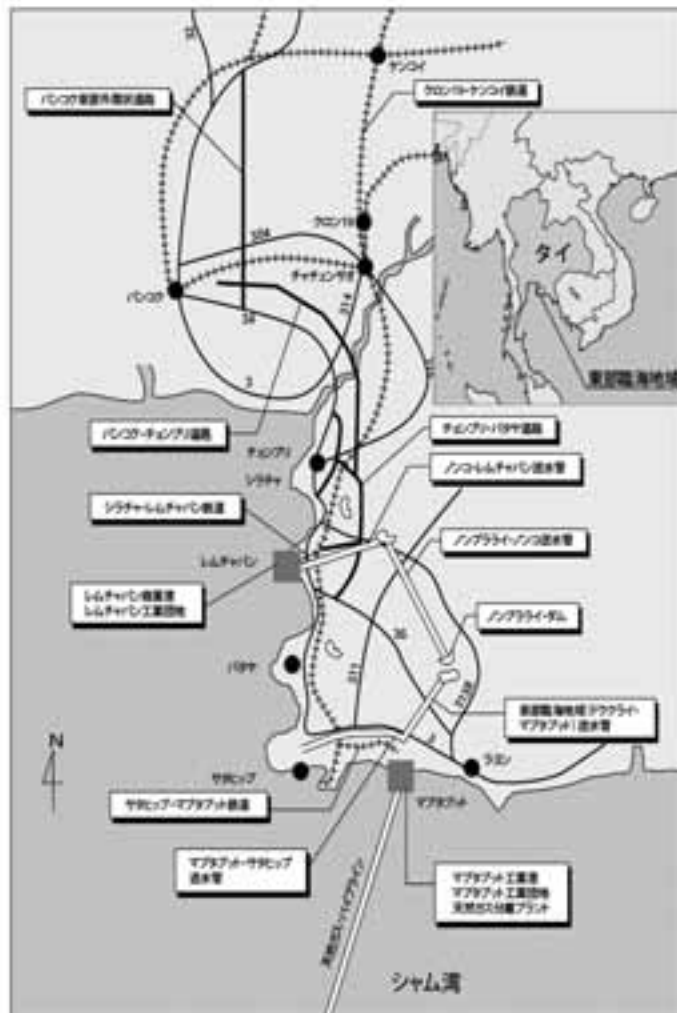 32
ケンコイ
バンコク東部外環状道路
クロン19-ケンコイ鉄道
クロン19
304
チャチェンサオ
タイ
バンコク
34
314
3
東部臨海地域
バンコク-チョンブリ道路
チョンブリ
チョンブリ-パタヤ道路
シラチャ
ノンコ-レムチャバン送水管
シラチャ-レムチャバン鉄道
レムチャバン
ノンプラライ-ノンコ送水管
レムチャバン商業港
レムチャバン工業団地
ノンプラライ・ダム
36
パタヤ
東部臨海地域(ドククライ-
マプタプット)送水管
N
3
ラヨン
サタヒップ
マプタプット
サタヒップ-マプタプット鉄道
マプタプット-サタヒップ
送水管
マプタプット工業港
マプタプット工業団地
天然ガス分離プラント
天然ガス・パイプライン
シャム湾